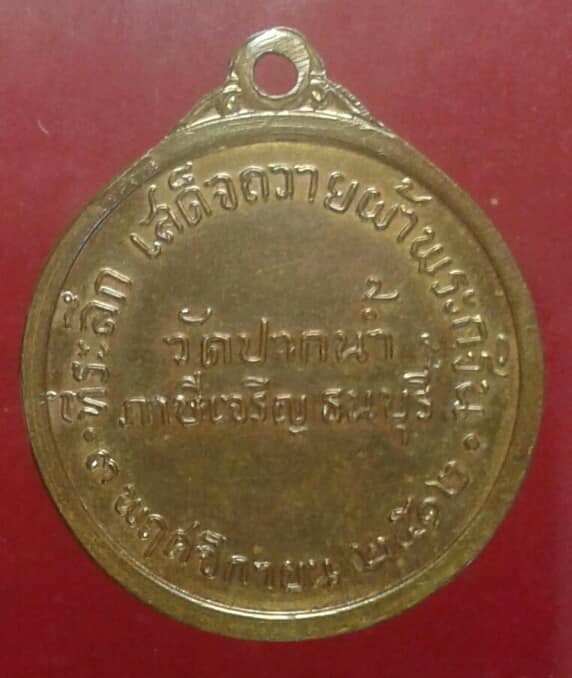 ที่ระลึก เสด็จถวายผ้าพระกฐิน
วัดปากน้ำ
ภาษีเจริญ ธนบุรี
๓ พฤศจิกายน ๒๕๑๒